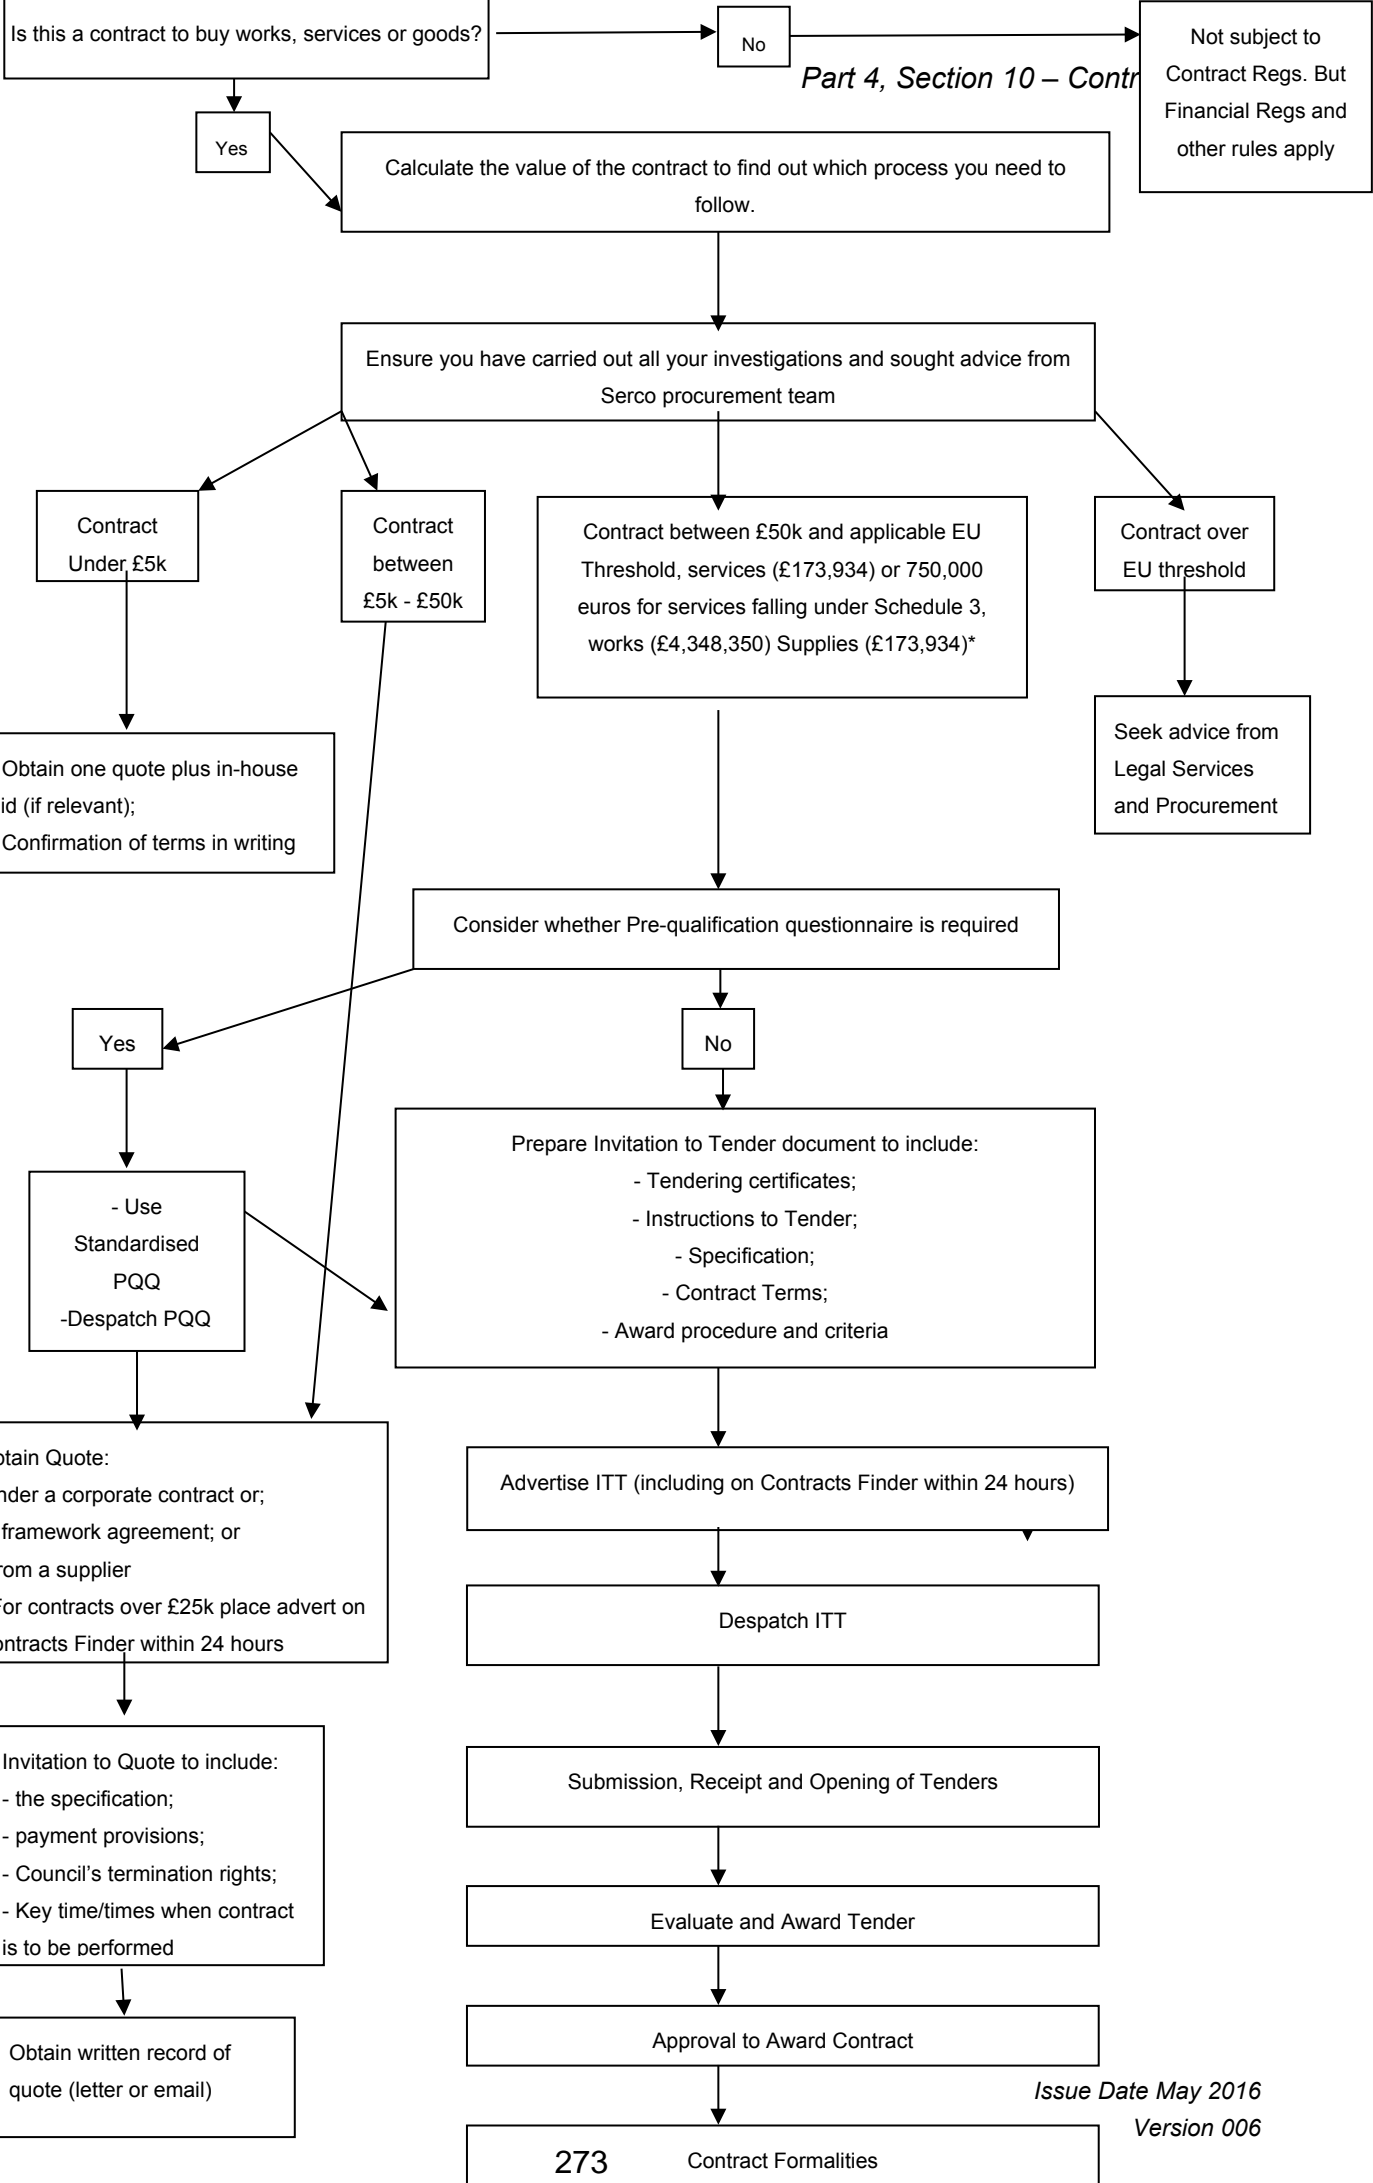 Is this a contract to buy works, services or goods?
No
Not subject to
Contract Regs. But
Financial Regs and
other rules apply
Part 4, Section 10 – Contr
Yes
Calculate the value of the contract to find out which process you need to
follow.
Ensure you have carried out all your investigations and sought advice from
Serco procurement team
Contract
Under £5k
Contract
between
£5k - £50k
Contract between £50k and applicable EU
Threshold, services (£173,934) or 750,000
euros for services falling under Schedule 3,
works (£4,348,350) Supplies (£173,934)*
Contract over
EU threshold
Seek advice from
Legal Services
and Procurement
Obtain one quote plus in-house
id (if relevant);
Confirmation of terms in writing
Consider whether Pre-qualification questionnaire is required
Yes
No
- Use
Standardised
PQQ
-Despatch PQQ
Prepare Invitation to Tender document to include:
- Tendering certificates;
- Instructions to Tender;
- Specification;
- Contract Terms;
- Award procedure and criteria
btain Quote:
nder a corporate contract or;
framework agreement; or
rom a supplier
For contracts over £25k place advert on
ontracts Finder within 24 hours
Advertise ITT (including on Contracts Finder within 24 hours)
Despatch ITT
Invitation to Quote to include:
- the specification;
- payment provisions;
- Council’s termination rights;
- Key time/times when contract
is to be performed
Submission, Receipt and Opening of Tenders
Evaluate and Award Tender
Obtain written record of
quote (letter or email)
Approval to Award Contract
Issue Date May 2016
Version 006
273
Contract Formalities